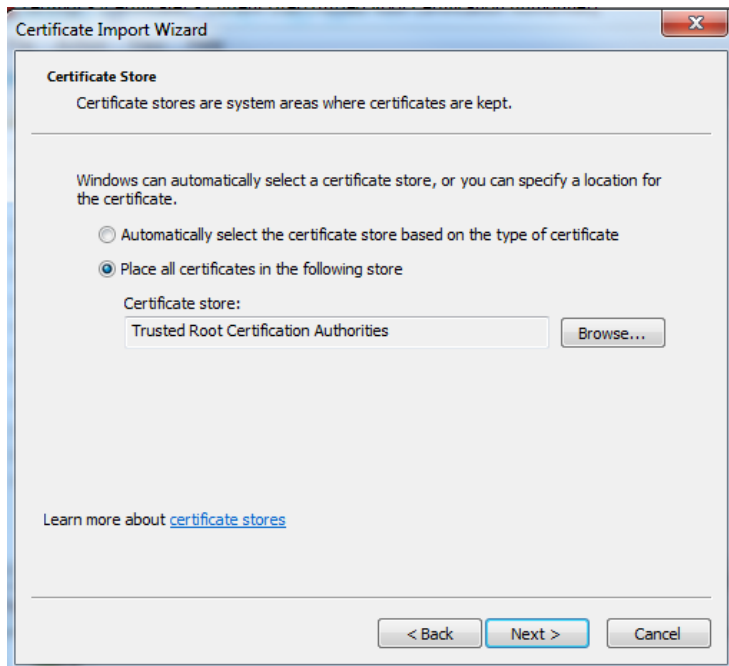 Certificate Import Wizard
Certificate Store
Certificate stores are system areas where certificates are kept.
Windows can automatically select a certificate store, or you can specify a location for
the certificate.
Automatically select the certificate store based on the type of certificate
Place all certificates in the following store
Certificate store:
Trusted Root Certification Authorities
Browse...
Learn more about certificate stores
< Back
Next >
Cancel